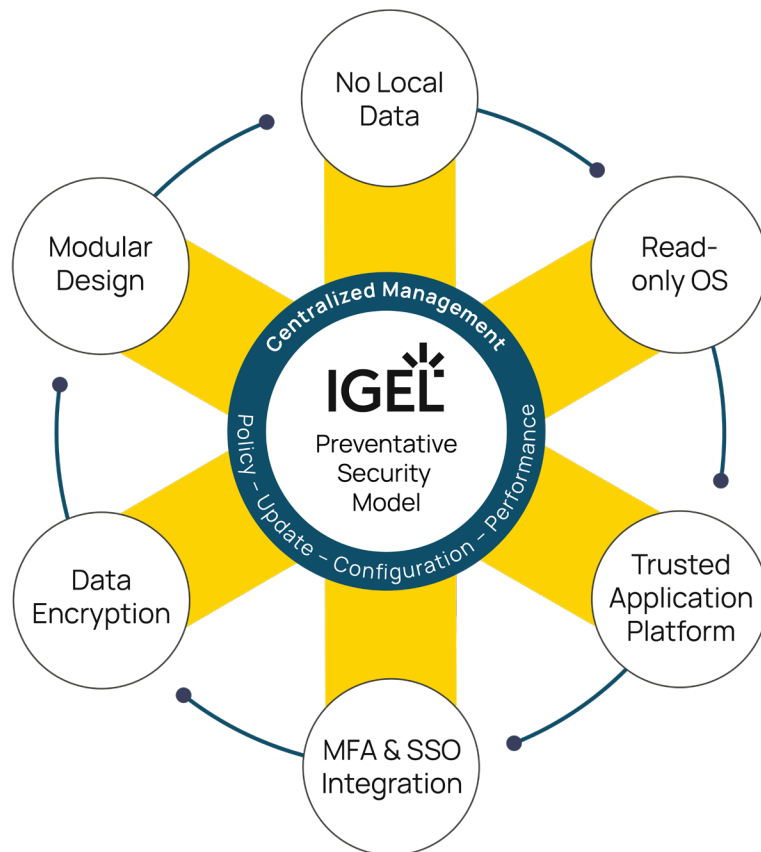 No Local
Data
Read-
only OS
Trusted
Application
Platform
MFA & SSO
Integration
Data
Encryption
Modular
Design
Centralized Management
Policy – Update – Configuration – Performance
IGEL
Preventative
Security
Model